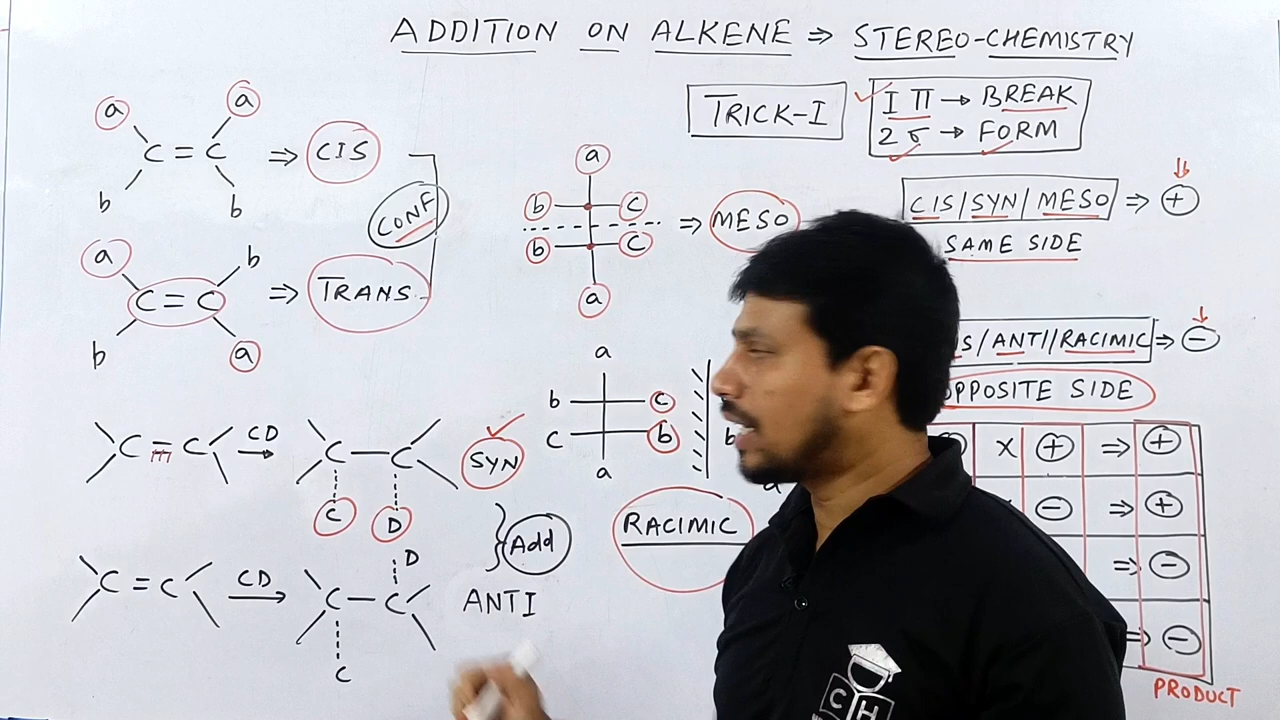 ADDITION ON ALKENE ⇒ STEREO-CHEMISTRY
TRICK-I
1 π → BREAK
2 σ → FORM
a a
C = C ⇒ CIS
b b
CONF
a b
C = C ⇒ TRANS
b a
a
b c
b c
a
⇒ MESO
CIS/SYN/MESO ⇒ +
SAME SIDE
S/ANTI/RACIMIC ⇒ −
OPPOSITE SIDE
a
b c
c b
a
b
a
RACIMIC
C = C CD → C — C SYN
C D
Add
C = C CD → C — C ANTI
D
C
x + ⇒ +
− ⇒ +
⇒ −
⇒ −
PRODUCT
C H